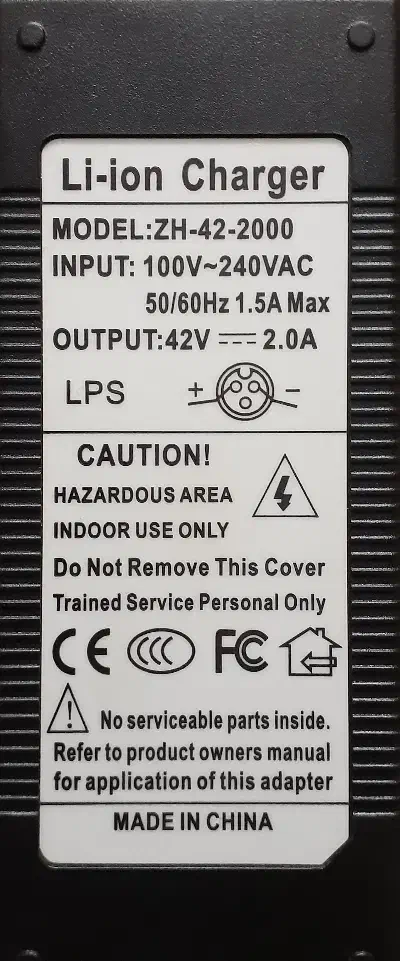 Li-ion Charger
MODEL:ZH-42-2000
INPUT: 100V~240VAC
50/60Hz 1.5A Max
OUTPUT:42V ⎓ 2.0A
LPS + −
CAUTION!
HAZARDOUS AREA
INDOOR USE ONLY
Do Not Remove This Cover
Trained Service Personal Only
CE CCC FC
! No serviceable parts inside.
Refer to product owners manual
for application of this adapter
MADE IN CHINA